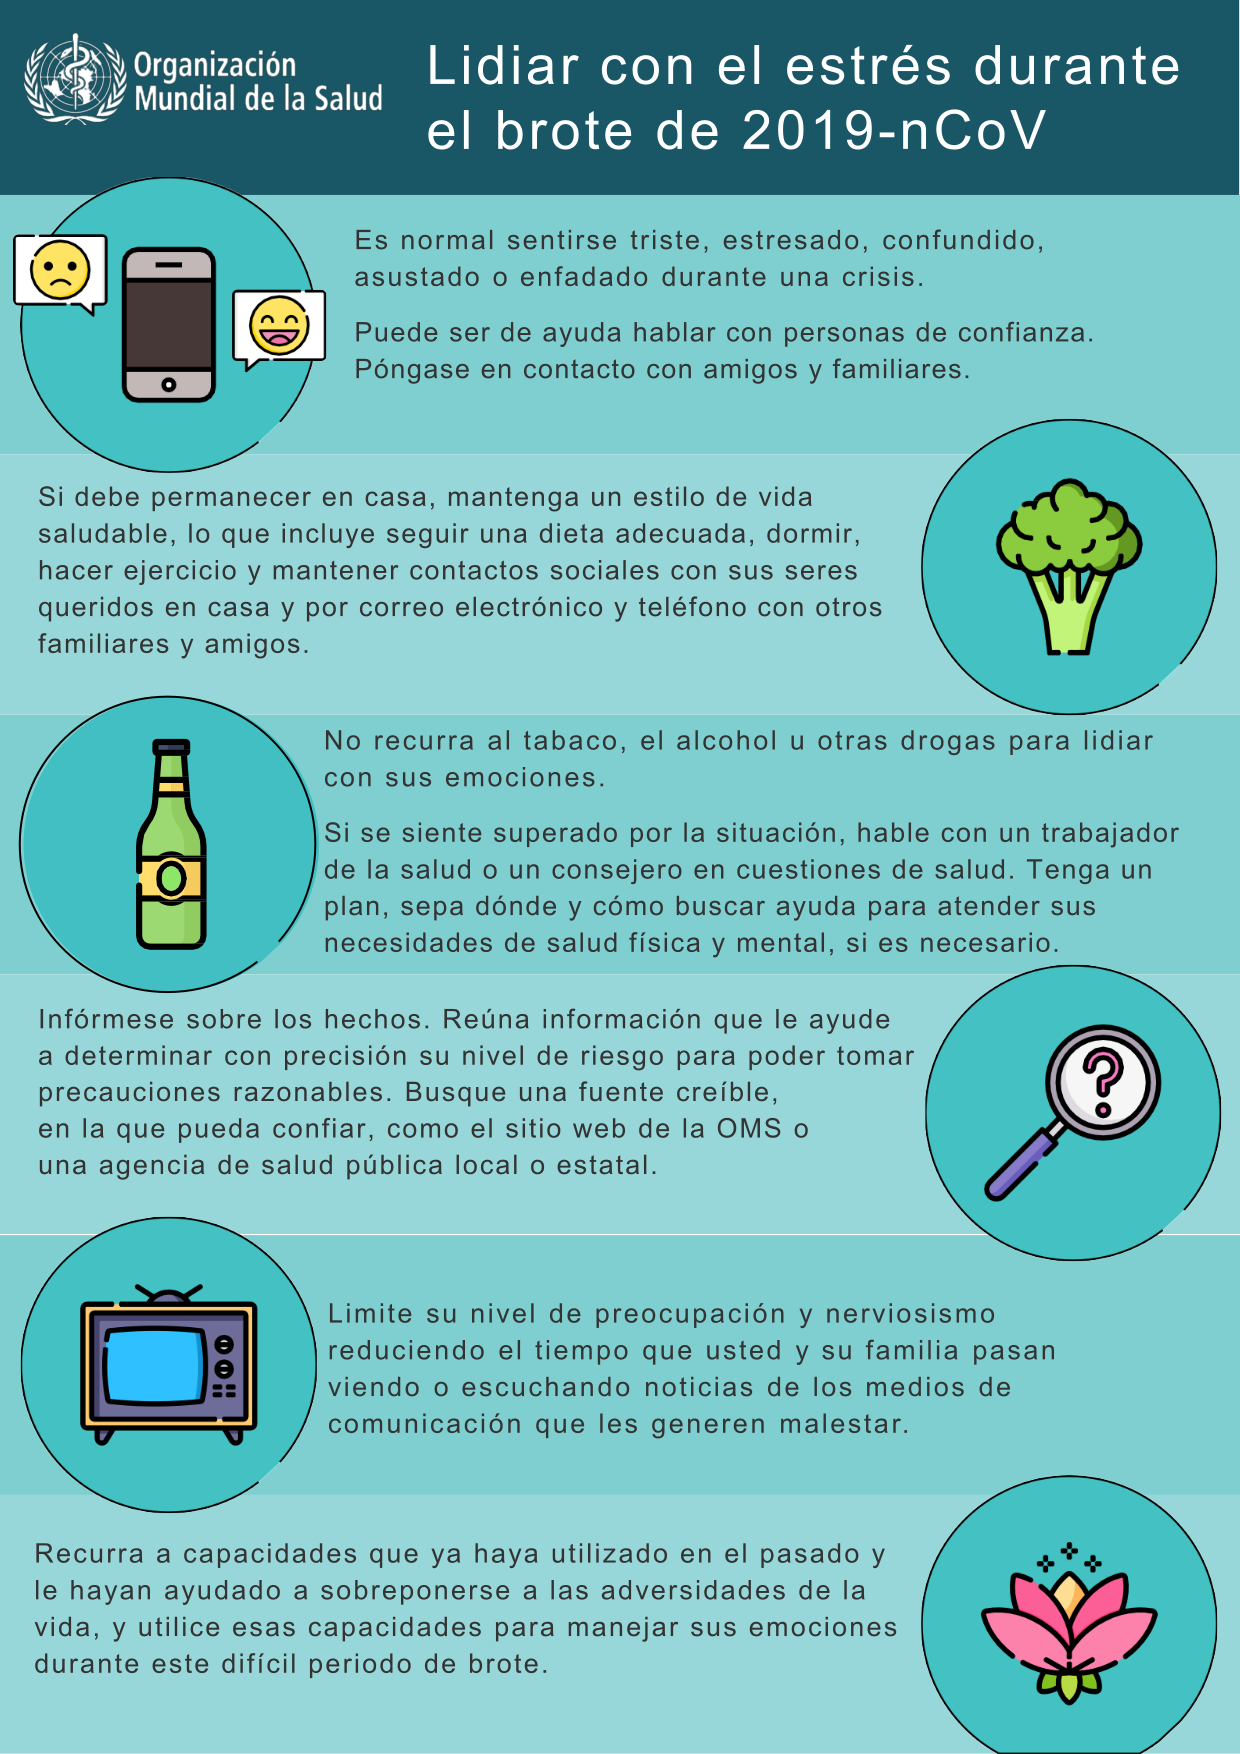 Organización
Mundial de la Salud
Lidiar con el estrés durante
el brote de 2019-nCoV
Es normal sentirse triste, estresado, confundido,
asustado o enfadado durante una crisis.
Puede ser de ayuda hablar con personas de confianza.
Póngase en contacto con amigos y familiares.
Si debe permanecer en casa, mantenga un estilo de vida
saludable, lo que incluye seguir una dieta adecuada, dormir,
hacer ejercicio y mantener contactos sociales con sus seres
queridos en casa y por correo electrónico y teléfono con otros
familiares y amigos.
No recurra al tabaco, el alcohol u otras drogas para lidiar
con sus emociones.
Si se siente superado por la situación, hable con un trabajador
de la salud o un consejero en cuestiones de salud. Tenga un
plan, sepa dónde y cómo buscar ayuda para atender sus
necesidades de salud física y mental, si es necesario.
Infórmese sobre los hechos. Reúna información que le ayude
a determinar con precisión su nivel de riesgo para poder tomar
precauciones razonables. Busque una fuente creíble,
en la que pueda confiar, como el sitio web de la OMS o
una agencia de salud pública local o estatal.
Limite su nivel de preocupación y nerviosismo
reduciendo el tiempo que usted y su familia pasan
viendo o escuchando noticias de los medios de
comunicación que les generen malestar.
Recurra a capacidades que ya haya utilizado en el pasado y
le hayan ayudado a sobreponerse a las adversidades de la
vida, y utilice esas capacidades para manejar sus emociones
durante este difícil periodo de brote.